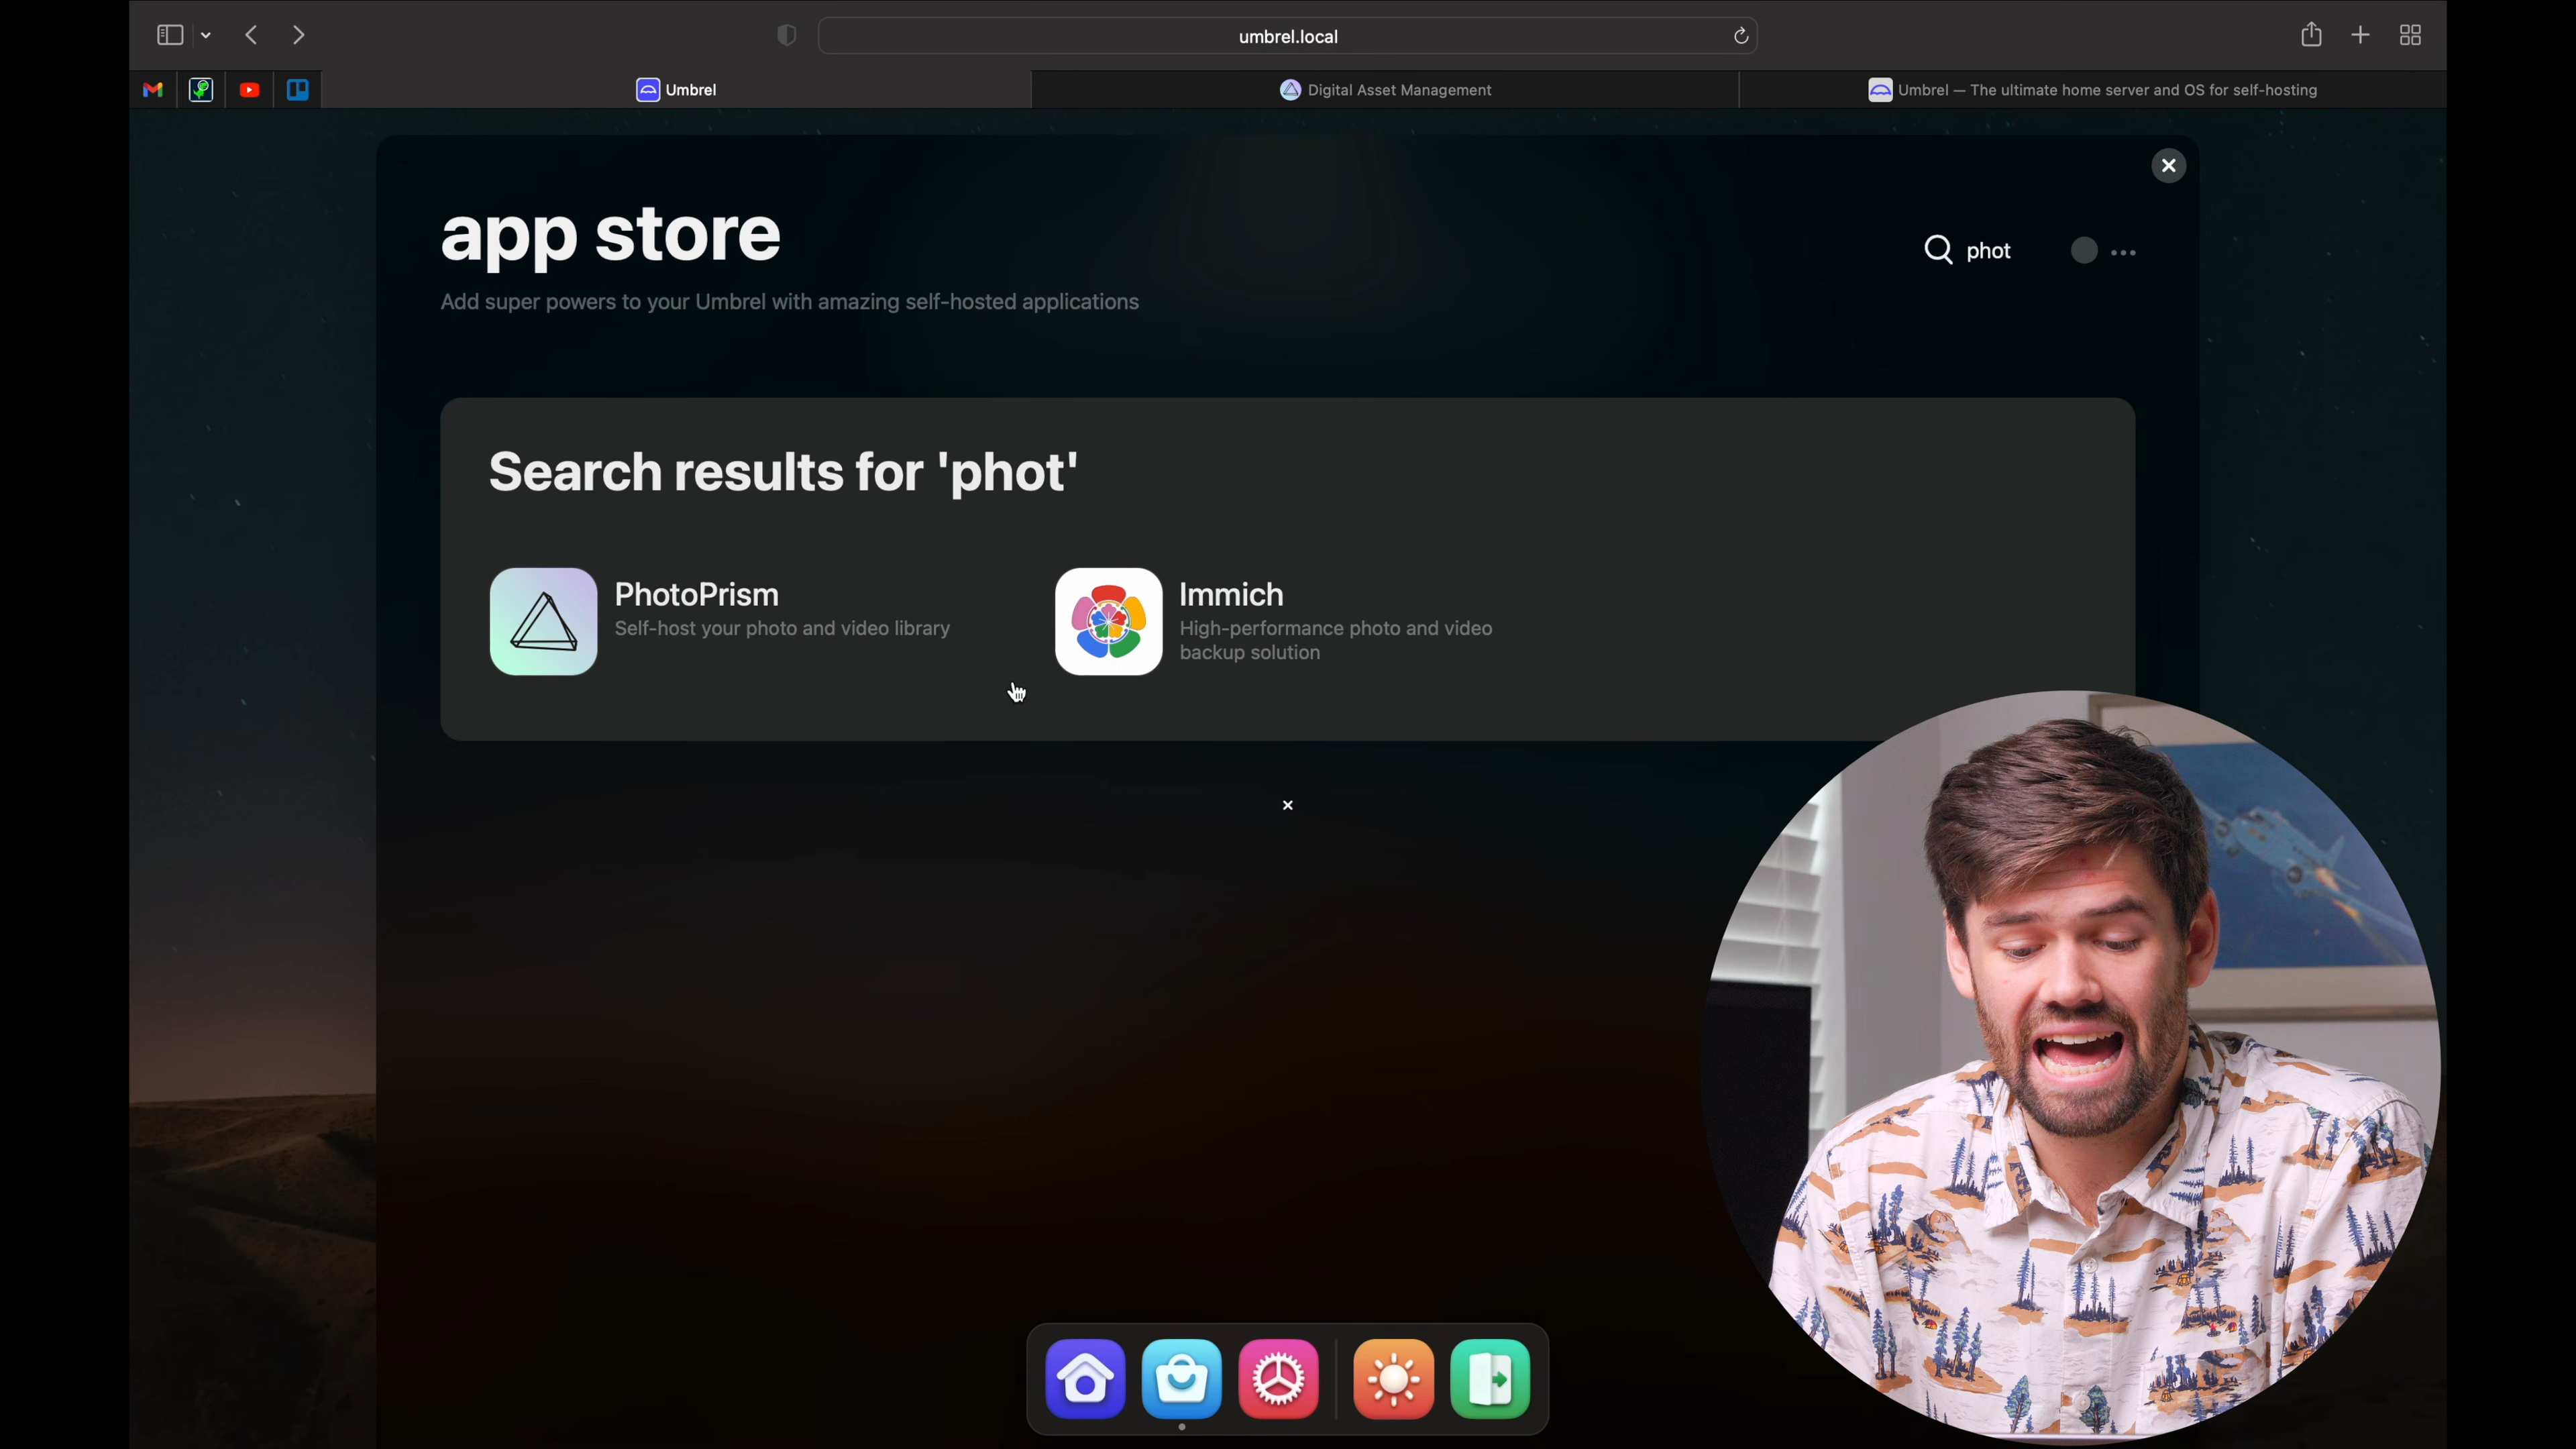 umbrel.local
Umbrel
Digital Asset Management
Umbrel — The ultimate home server and OS for self-hosting
app store
phot
Add super powers to your Umbrel with amazing self-hosted applications
Search results for 'phot'
PhotoPrism
Self-host your photo and video library
Immich
High-performance photo and video
backup solution